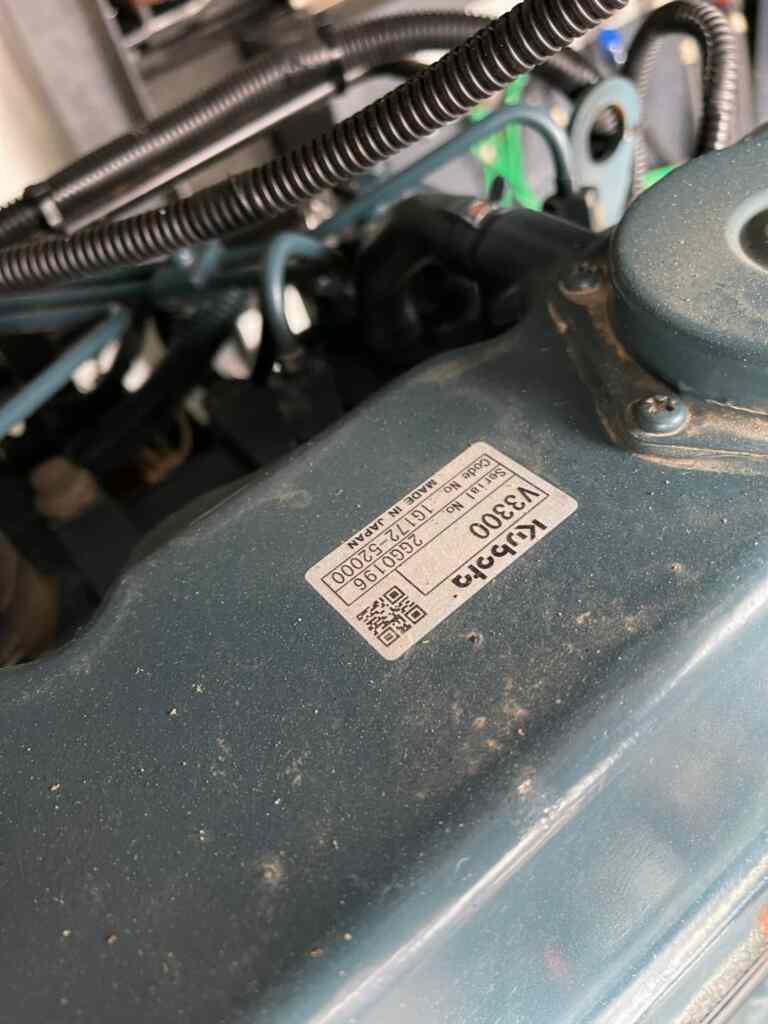 Kubota
V3300
Serial No 2GG0196
Code No 1G172-52000
MADE IN JAPAN